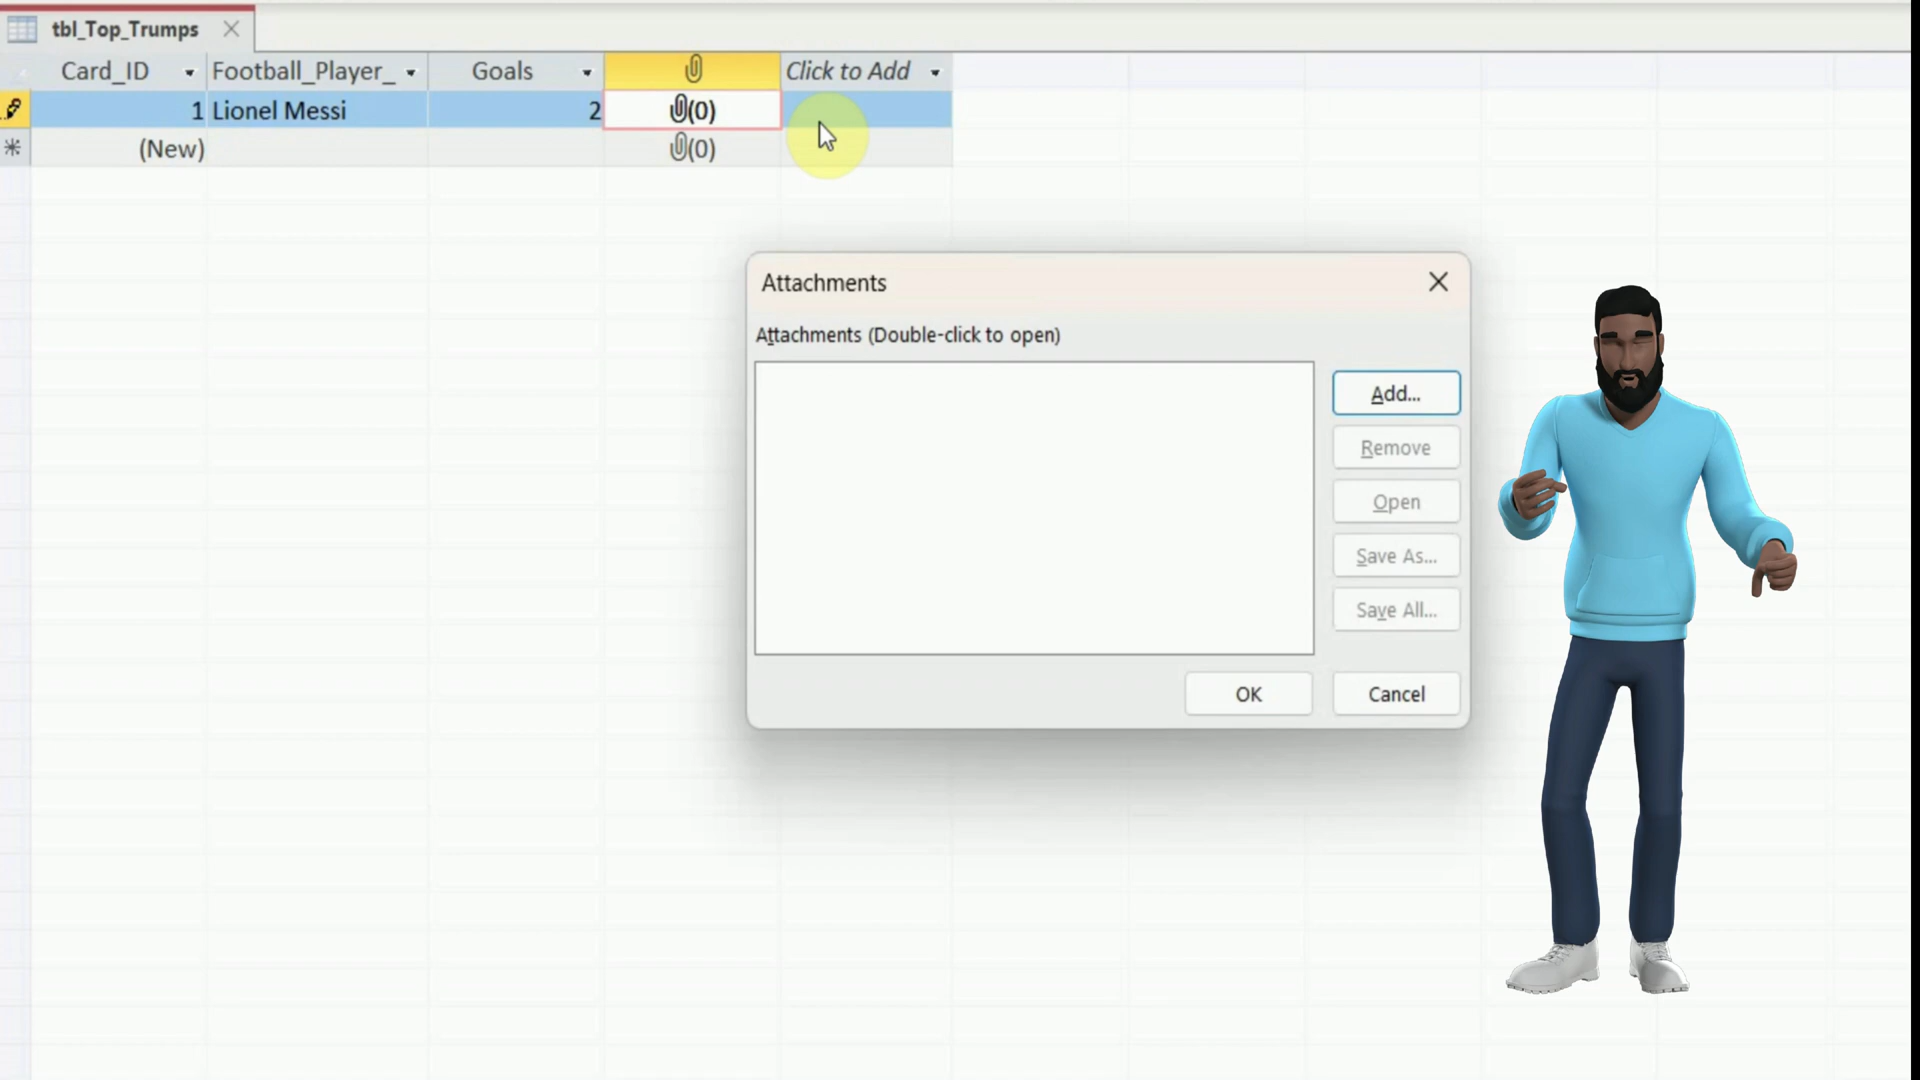 tbl_Top_Trumps
Card_ID Football_Player_ Goals Click to Add
1 Lionel Messi 2 (0)
(New) (0)
Attachments
Attachments (Double-click to open)
Add...
Remove
Open
Save As...
Save All...
OK Cancel